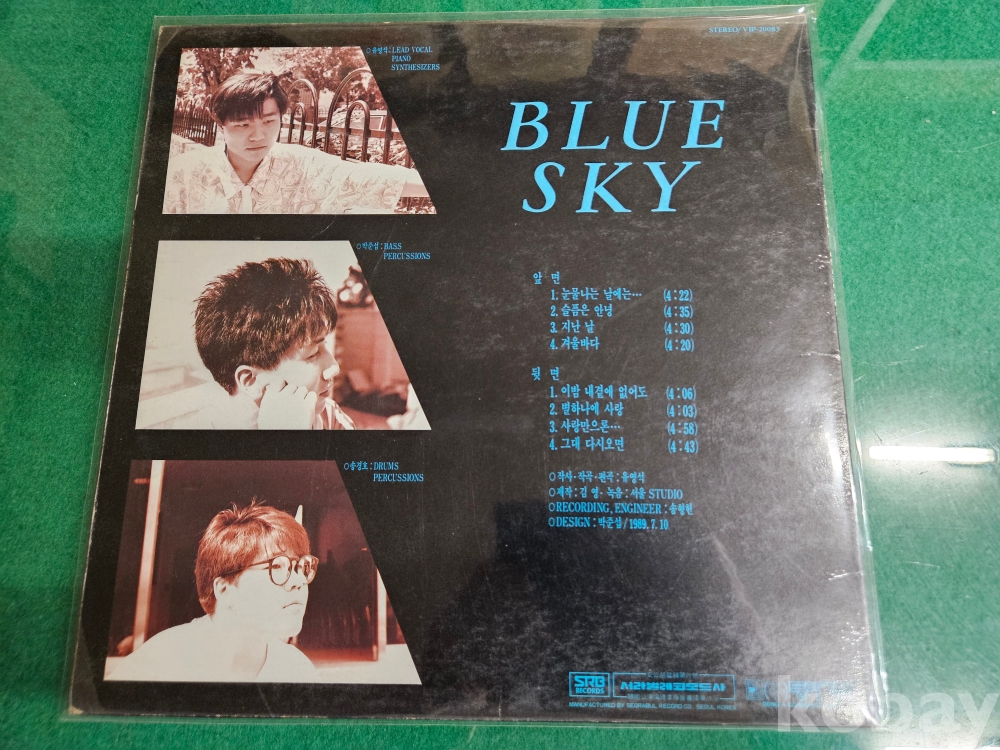 STEREO/VIP-20083
○유영석:LEAD VOCAL
PIANO
SYNTHESIZERS
BLUE
SKY
○박준섭:BASS
PERCUSSIONS
앞 면
1. 눈물나는 날에는… (4:22)
2. 슬픔은 안녕 (4:35)
3. 지난 날 (4:30)
4. 겨울바다 (4:20)
뒷 면
1. 이밤 내곁에 없어도 (4:06)
2. 별하나에 사랑 (4:03)
3. 사랑만으론… (4:58)
4. 그대 다시오면 (4:43)
○송경호:DRUMS
PERCUSSIONS
○작사·작곡·편곡:유영석
○제작:김 영·녹음:서울 STUDIO
○RECORDING, ENGINEER:송형헌
○DESIGN:박준섭/1989. 7. 10
SRB
RECORDS
서라벌레코드사
MANUFACTURED BY SEORABUL RECORD CO. SEOUL KOREA
kobay